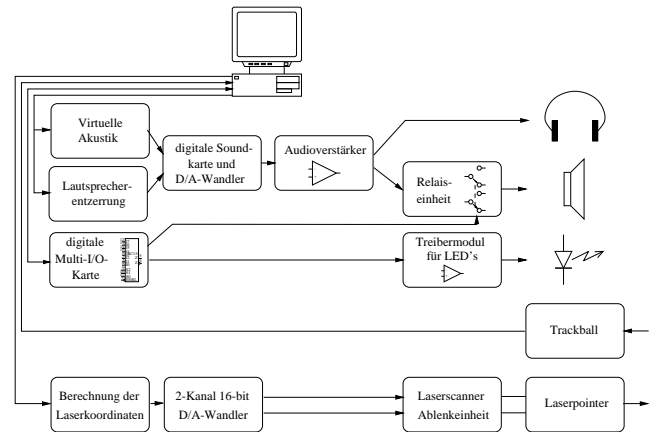 Virtuelle
Akustik
digitale Sound-
karte und
D/A-Wandler
Audioverstärker
Lautsprecher-
entzerrung
Relais-
einheit
digitale
Multi-I/O-
Karte
Treibermodul
für LED's
Trackball
Berechnung der
Laserkoordinaten
2-Kanal 16-bit
D/A-Wandler
Laserscanner
Ablenkeinheit
Laserpointer